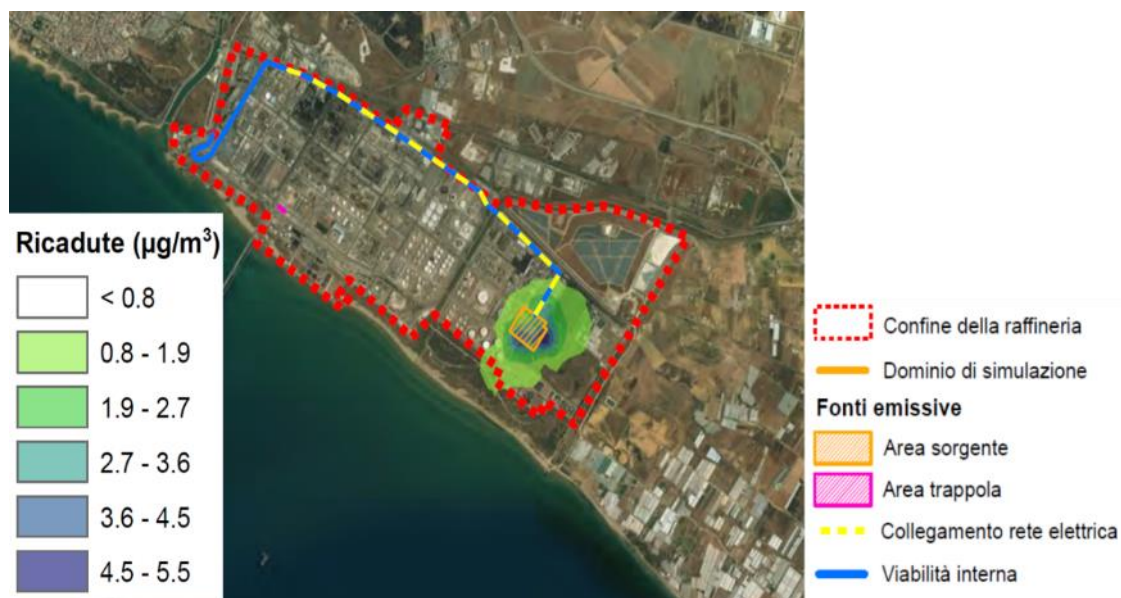 Ricadute (µg/m³)
< 0.8
0.8 - 1.9
1.9 - 2.7
2.7 - 3.6
3.6 - 4.5
4.5 - 5.5
Confine della raffineria
Dominio di simulazione
Fonti emissive
Area sorgente
Area trappola
Collegamento rete elettrica
Viabilità interna